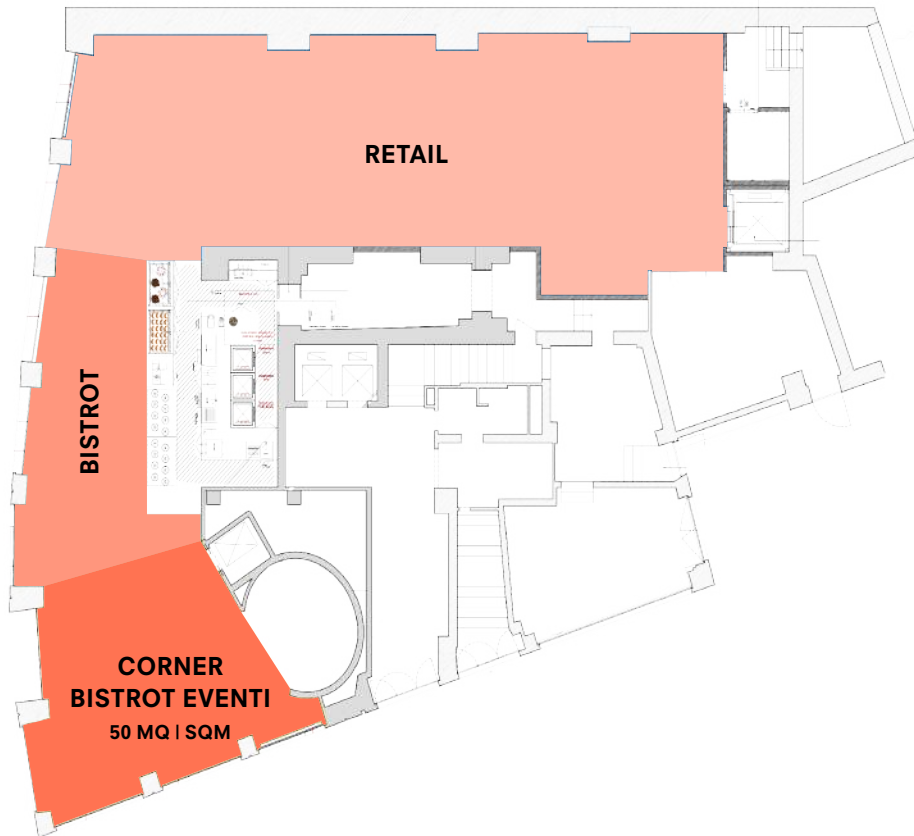 RETAIL
BISTROT
CORNER
BISTROT EVENTI
50 MQ | SQM